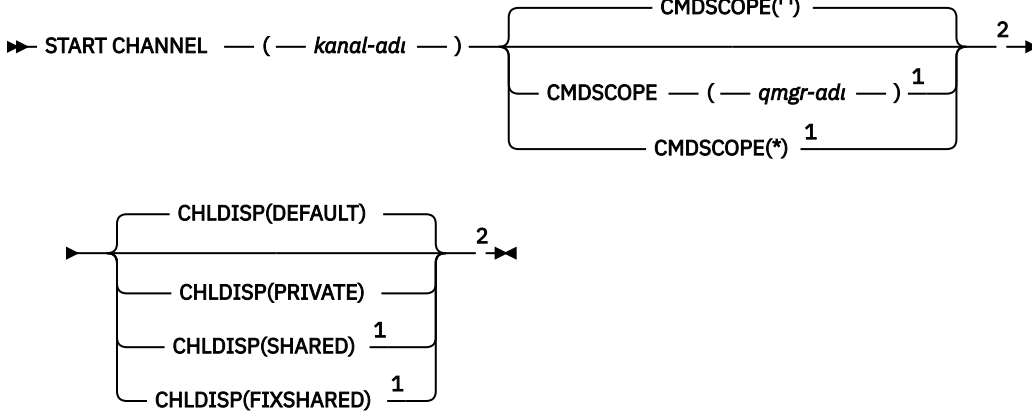 CMDSCOPE(' ')
START CHANNEL ( kanal-adı ) 2
CMDSCOPE ( qmgr-adı ) 1
CMDSCOPE(*) 1
CHLDISP(DEFAULT)
2
CHLDISP(PRIVATE)
CHLDISP(SHARED) 1
CHLDISP(FIXSHARED) 1